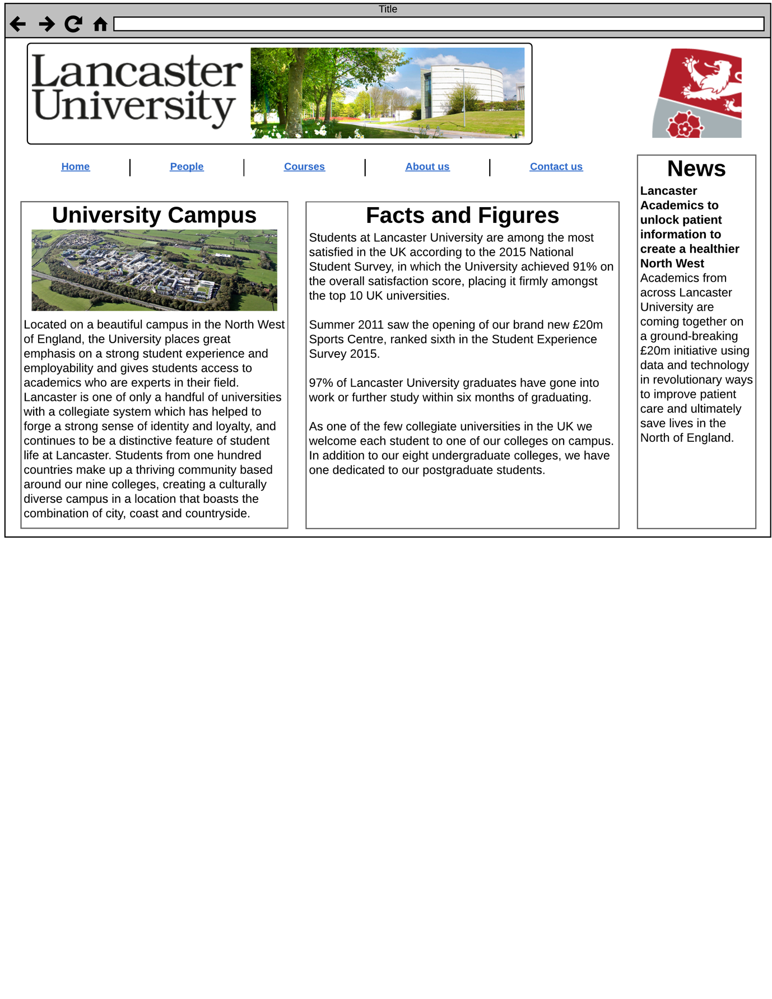 Title
Lancaster
University
Home
People
Courses
About us
Contact us
University Campus
Located on a beautiful campus in the North West
of England, the University places great
emphasis on a strong student experience and
employability and gives students access to
academics who are experts in their field.
Lancaster is one of only a handful of universities
with a collegiate system which has helped to
forge a strong sense of identity and loyalty, and
continues to be a distinctive feature of student
life at Lancaster. Students from one hundred
countries make up a thriving community based
around our nine colleges, creating a culturally
diverse campus in a location that boasts the
combination of city, coast and countryside.
Facts and Figures
Students at Lancaster University are among the most
satisfied in the UK according to the 2015 National
Student Survey, in which the University achieved 91% on
the overall satisfaction score, placing it firmly amongst
the top 10 UK universities.
Summer 2011 saw the opening of our brand new £20m
Sports Centre, ranked sixth in the Student Experience
Survey 2015.
97% of Lancaster University graduates have gone into
work or further study within six months of graduating.
As one of the few collegiate universities in the UK we
welcome each student to one of our colleges on campus.
In addition to our eight undergraduate colleges, we have
one dedicated to our postgraduate students.
News
Lancaster
Academics to
unlock patient
information to
create a healthier
North West
Academics from
across Lancaster
University are
coming together on
a ground-breaking
£20m initiative using
data and technology
in revolutionary ways
to improve patient
care and ultimately
save lives in the
North of England.